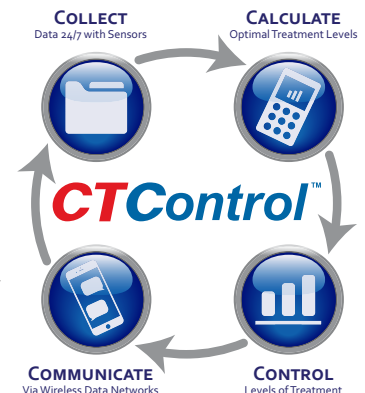 COLLECT
Data 24/7 with Sensors
CALCULATE
Optimal Treatment Levels
CTControl™
COMMUNICATE
Via Wireless Data Networks
CONTROL
Levels of Treatment